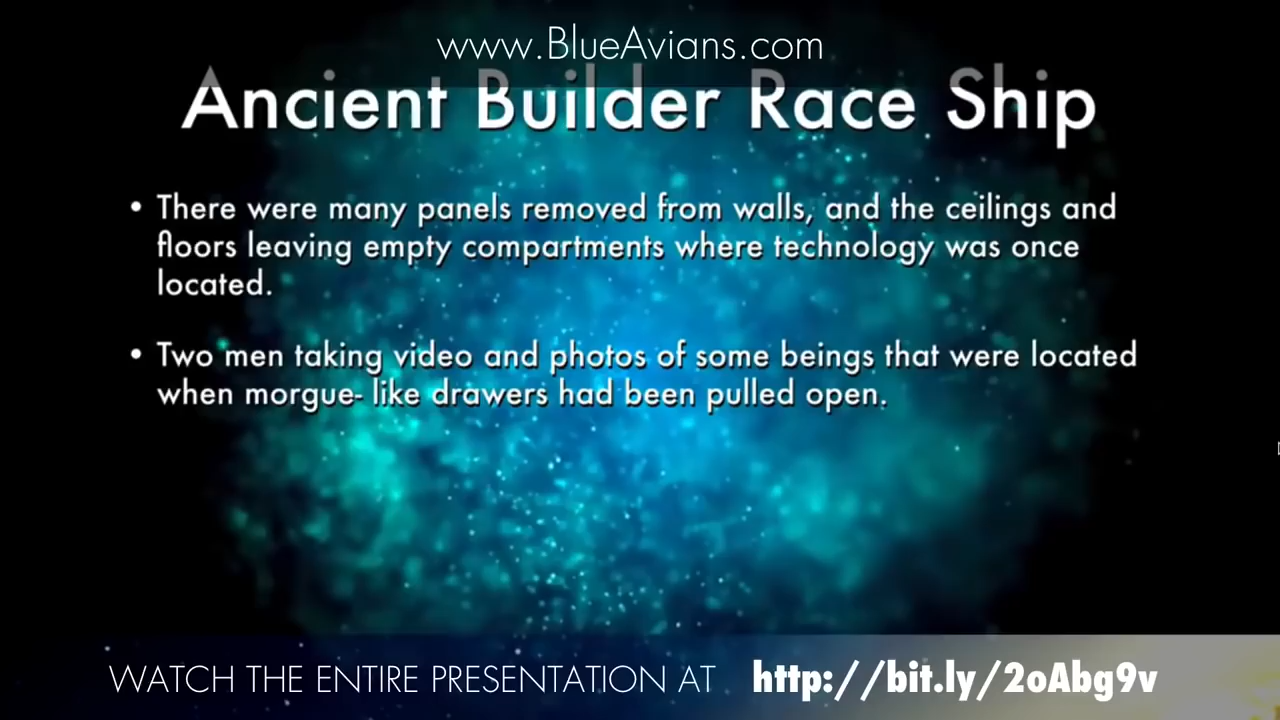 www.BlueAvians.com
Ancient Builder Race Ship
• There were many panels removed from walls, and the ceilings and
floors leaving empty compartments where technology was once
located.
• Two men taking video and photos of some beings that were located
when morgue- like drawers had been pulled open.
WATCH THE ENTIRE PRESENTATION AT http://bit.ly/2oAbg9v